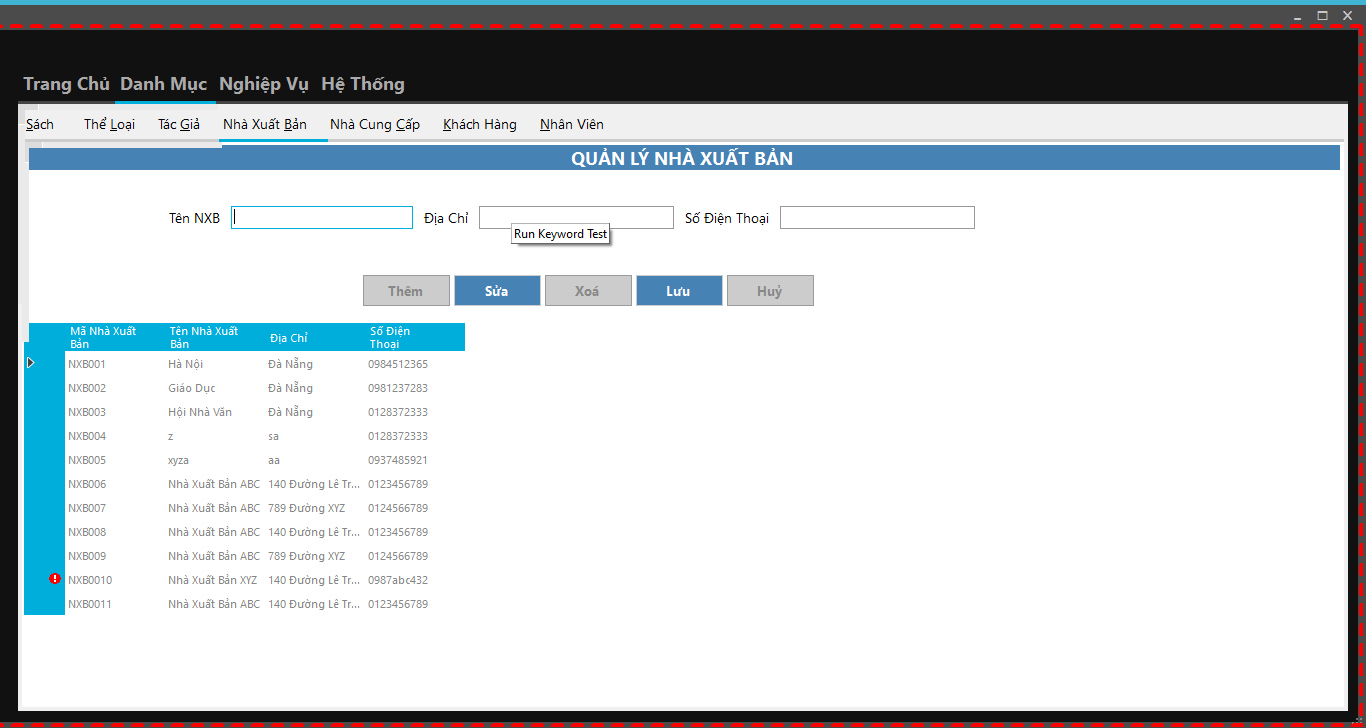 Trang Chủ Danh Mục Nghiệp Vụ Hệ Thống
Sách Thể Loại Tác Giả Nhà Xuất Bản Nhà Cung Cấp Khách Hàng Nhân Viên
QUẢN LÝ NHÀ XUẤT BẢN
Tên NXB Địa Chỉ Số Điện Thoại
Run Keyword Test
Thêm Sửa Xoá Lưu Huỷ
Mã Nhà Xuất Bản Tên Nhà Xuất Bản Địa Chỉ Số Điện Thoại
NXB001 Hà Nội Đà Nẵng 0984512365
NXB002 Giáo Dục Đà Nẵng 0981237283
NXB003 Hội Nhà Văn Đà Nẵng 0128372333
NXB004 z sa 0128372333
NXB005 xyza aa 0937485921
NXB006 Nhà Xuất Bản ABC 140 Đường Lê Tr... 0123456789
NXB007 Nhà Xuất Bản ABC 789 Đường XYZ 0124566789
NXB008 Nhà Xuất Bản ABC 140 Đường Lê Tr... 0123456789
NXB009 Nhà Xuất Bản ABC 789 Đường XYZ 0124566789
NXB0010 Nhà Xuất Bản XYZ 140 Đường Lê Tr... 0987abc432
NXB0011 Nhà Xuất Bản ABC 140 Đường Lê Tr... 0123456789